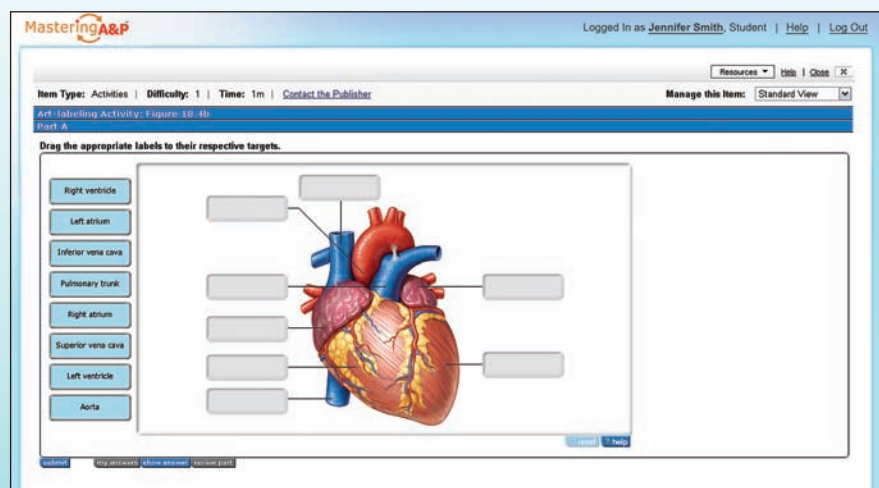 MasteringA&P
Logged In as Jennifer Smith, Student | Help | Log Out
Resources Help | Close X
Item Type: Activities | Difficulty: 1 | Time: 1m | Contact the Publisher
Manage this Item: Standard View
Art-labeling Activity: Figure 18.4b
Part A
Drag the appropriate labels to their respective targets.
Right ventricle
Left atrium
Inferior vena cava
Pulmonary trunk
Right atrium
Superior vena cava
Left ventricle
Aorta
reset ? help
submit my answers show answer review part